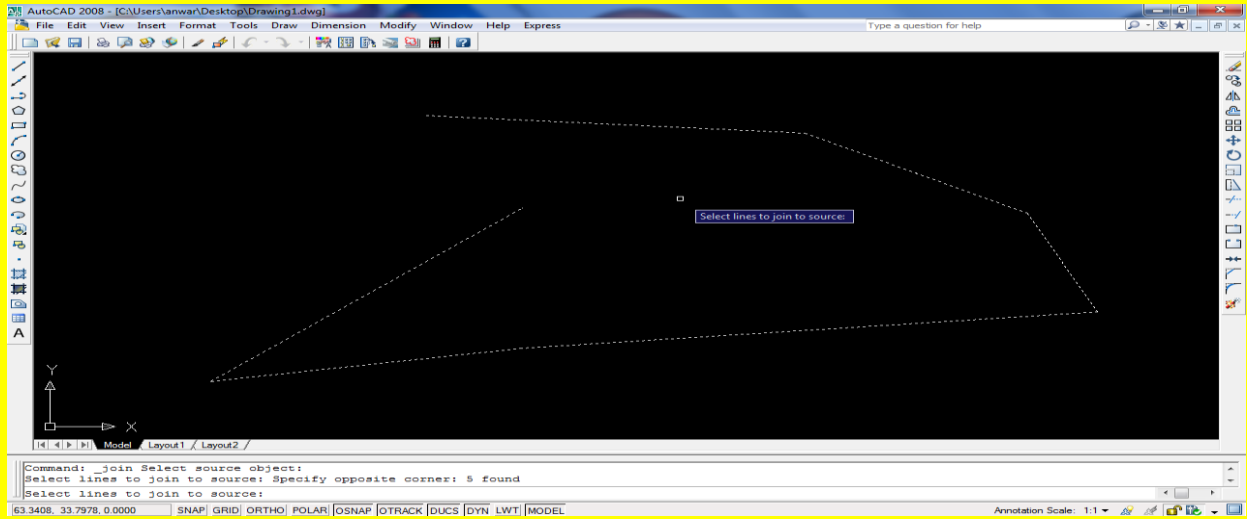 AutoCAD 2008 - [C:\Users\anwar\Desktop\Drawing1.dwg]
File Edit View Insert Format Tools Draw Dimension Modify Window Help Express Type a question for help
A
Select lines to join to source:
Y
X
Model Layout1 Layout2
Command: _join Select source object:
Select lines to join to source: Specify opposite corner: 5 found
Select lines to join to source:
63.3408, 33.7978, 0.0000 SNAP GRID ORTHO POLAR OSNAP OTRACK DUCS DYN LWT MODEL Annotation Scale: 1:1